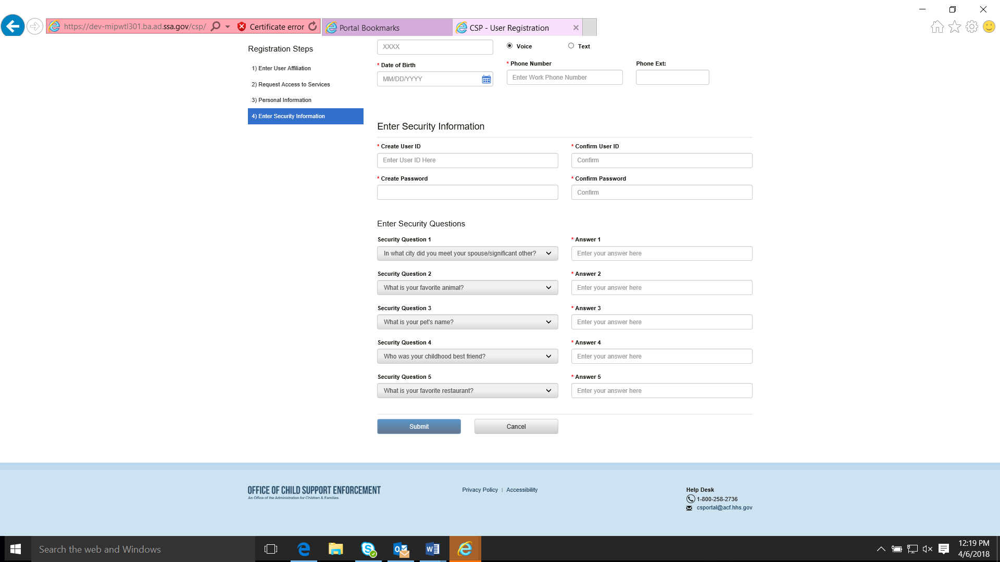 https://dev-mipwtl301.ba.ad.ssa.gov/csp/
Certificate error
Portal Bookmarks
CSP - User Registration
Registration Steps
1) Enter User Affiliation
2) Request Access to Services
3) Personal Information
4) Enter Security Information
XXXX
Voice
Text
* Date of Birth
* Phone Number
Phone Ext:
MM/DD/YYYY
Enter Work Phone Number
Enter Security Information
* Create User ID
* Confirm User ID
Enter User ID Here
Confirm
* Create Password
* Confirm Password
Confirm
Enter Security Questions
Security Question 1
* Answer 1
In what city did you meet your spouse/significant other?
Enter your answer here
Security Question 2
* Answer 2
What is your favorite animal?
Enter your answer here
Security Question 3
* Answer 3
What is your pet's name?
Enter your answer here
Security Question 4
* Answer 4
Who was your childhood best friend?
Enter your answer here
Security Question 5
* Answer 5
What is your favorite restaurant?
Enter your answer here
Submit
Cancel
OFFICE OF CHILD SUPPORT ENFORCEMENT
An Office of the Administration for Children & Families
Privacy Policy | Accessibility
Help Desk
1-800-258-2736
csportal@acf.hhs.gov
Search the web and Windows
12:19 PM
4/6/2018